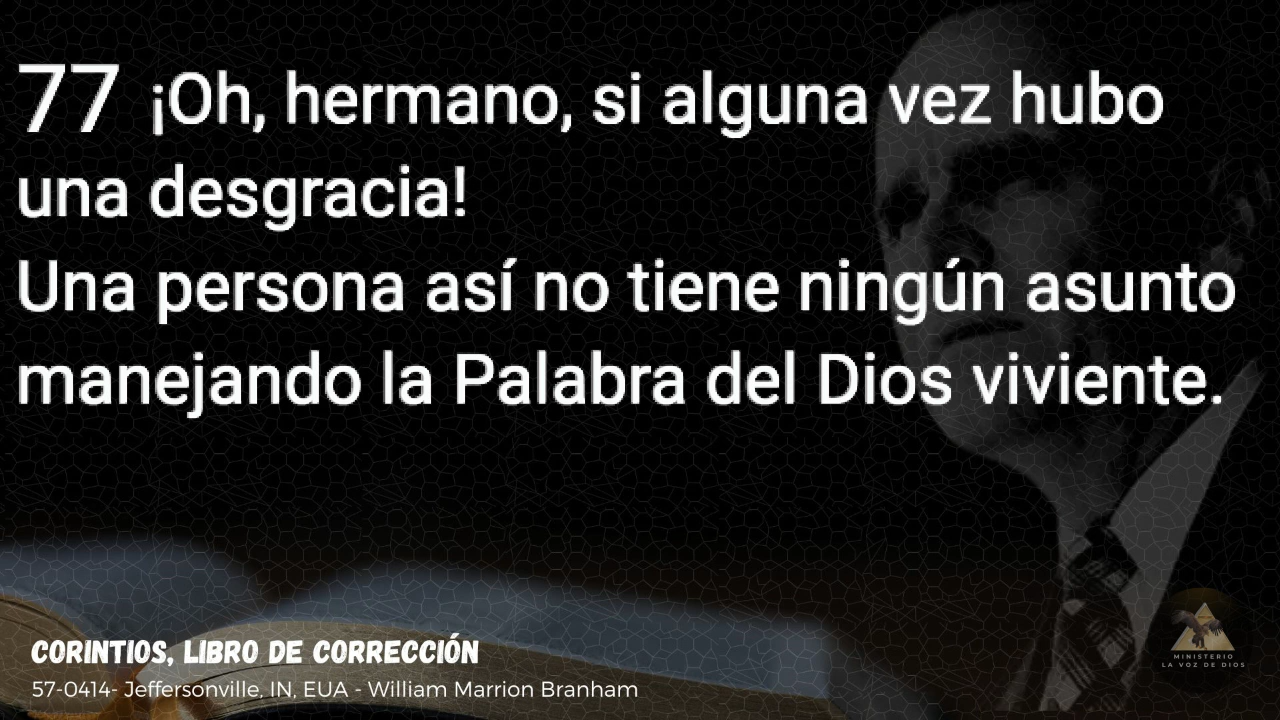 77 ¡Oh, hermano, si alguna vez hubo
una desgracia!
Una persona así no tiene ningún asunto
manejando la Palabra del Dios viviente.
CORINTIOS, LIBRO DE CORRECCIÓN
57-0414- Jeffersonville, IN, EUA - William Marrion Branham
MINISTERIO
LA VOZ DE DIOS